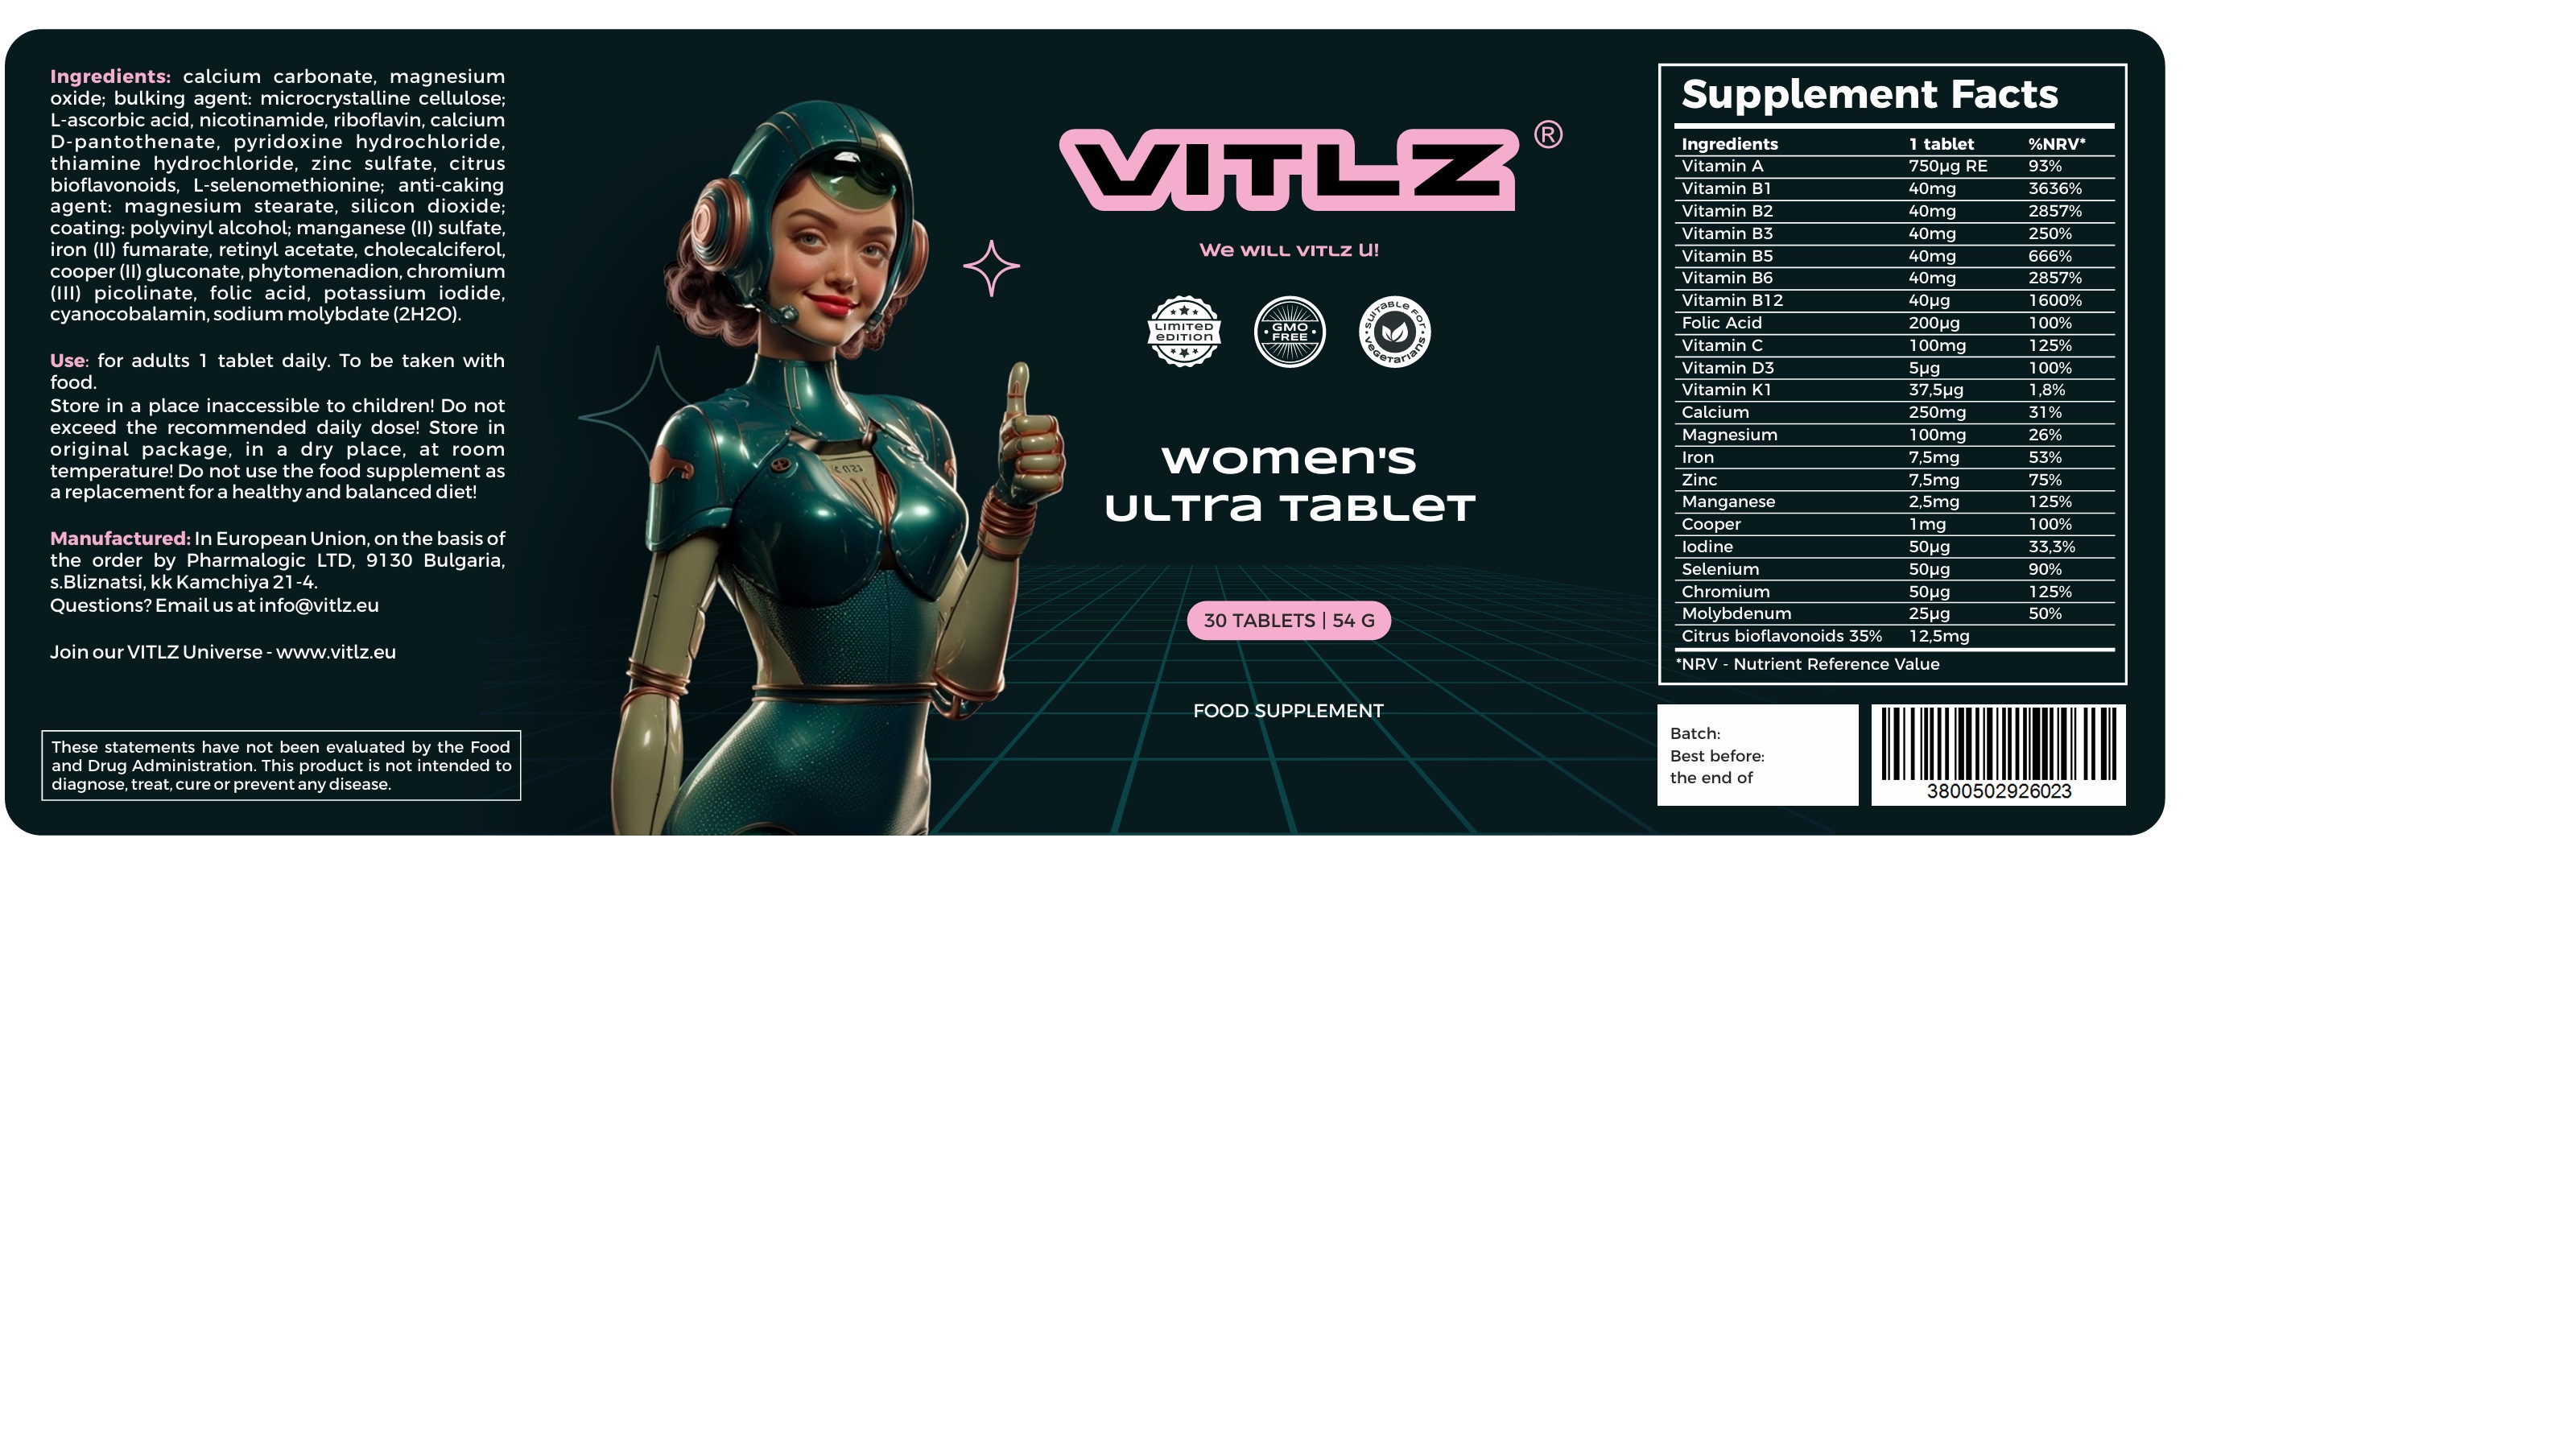 Ingredients: calcium carbonate, magnesium
oxide; bulking agent: microcrystalline cellulose;
L-ascorbic acid, nicotinamide, riboflavin, calcium
D-pantothenate, pyridoxine hydrochloride,
thiamine hydrochloride, zinc sulfate, citrus
bioflavonoids, L-selenomethionine; anti-caking
agent: magnesium stearate, silicon dioxide;
coating: polyvinyl alcohol; manganese (II) sulfate,
iron (II) fumarate, retinyl acetate, cholecalciferol,
cooper (II) gluconate, phytomenadion, chromium
(III) picolinate, folic acid, potassium iodide,
cyanocobalamin, sodium molybdate (2H2O).
Use: for adults 1 tablet daily. To be taken with
food.
Store in a place inaccessible to children! Do not
exceed the recommended daily dose! Store in
original package, in a dry place, at room
temperature! Do not use the food supplement as
a replacement for a healthy and balanced diet!
Manufactured: In European Union, on the basis of
the order by Pharmalogic LTD, 9130 Bulgaria,
s.Bliznatsi, kk Kamchiya 21-4.
Questions? Email us at info@vitlz.eu
Join our VITLZ Universe - www.vitlz.eu
These statements have not been evaluated by the Food
and Drug Administration. This product is not intended to
diagnose, treat, cure or prevent any disease.
VITLZ ®
We WILL VITLZ U!
LIMITED
EDITION
GMO
FREE
SUITABLE FOR
VEGETARIANS
women's
ULTra TaBLeT
30 TABLETS | 54 G
FOOD SUPPLEMENT
Supplement Facts
Ingredients 1 tablet %NRV*
Vitamin A 750µg RE 93%
Vitamin B1 40mg 3636%
Vitamin B2 40mg 2857%
Vitamin B3 40mg 250%
Vitamin B5 40mg 666%
Vitamin B6 40mg 2857%
Vitamin B12 40µg 1600%
Folic Acid 200µg 100%
Vitamin C 100mg 125%
Vitamin D3 5µg 100%
Vitamin K1 37,5µg 1,8%
Calcium 250mg 31%
Magnesium 100mg 26%
Iron 7,5mg 53%
Zinc 7,5mg 75%
Manganese 2,5mg 125%
Cooper 1mg 100%
Iodine 50µg 33,3%
Selenium 50µg 90%
Chromium 50µg 125%
Molybdenum 25µg 50%
Citrus bioflavonoids 35% 12,5mg
*NRV - Nutrient Reference Value
Batch:
Best before:
the end of
3800502926023